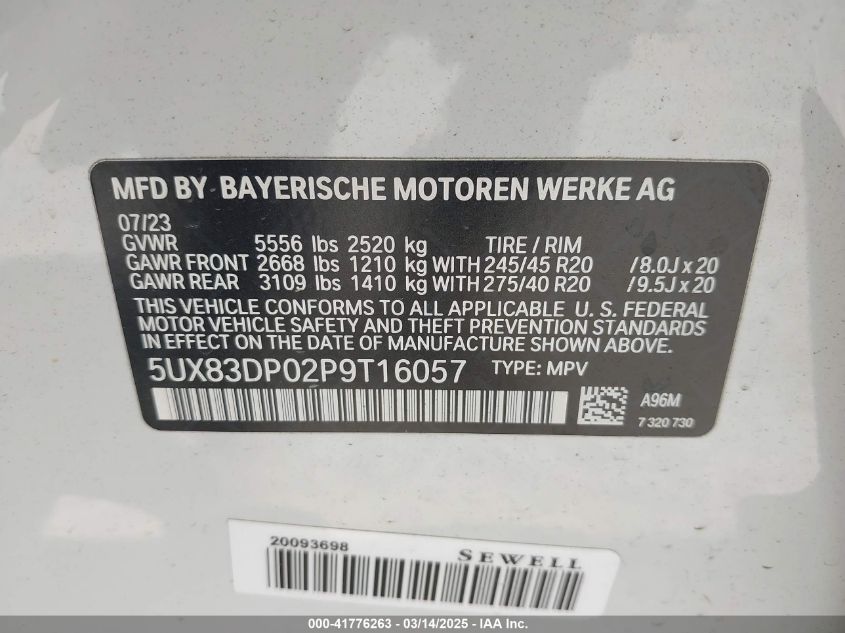 MFD BY BAYERISCHE MOTOREN WERKE AG
07/23
GVWR 5556 lbs 2520 kg TIRE / RIM
GAWR FRONT 2668 lbs 1210 kg WITH 245/45 R20 /8.0J x 20
GAWR REAR 3109 lbs 1410 kg WITH 275/40 R20 /9.5J x 20
THIS VEHICLE CONFORMS TO ALL APPLICABLE U. S. FEDERAL
MOTOR VEHICLE SAFETY AND THEFT PREVENTION STANDARDS
IN EFFECT ON THE DATE OF MANUFACTURE SHOWN ABOVE.
5UX83DP02P9T16057 TYPE: MPV
A96M
7 320 730
20093698 SEWELL
000-41776263 - 03/14/2025 - IAA Inc.